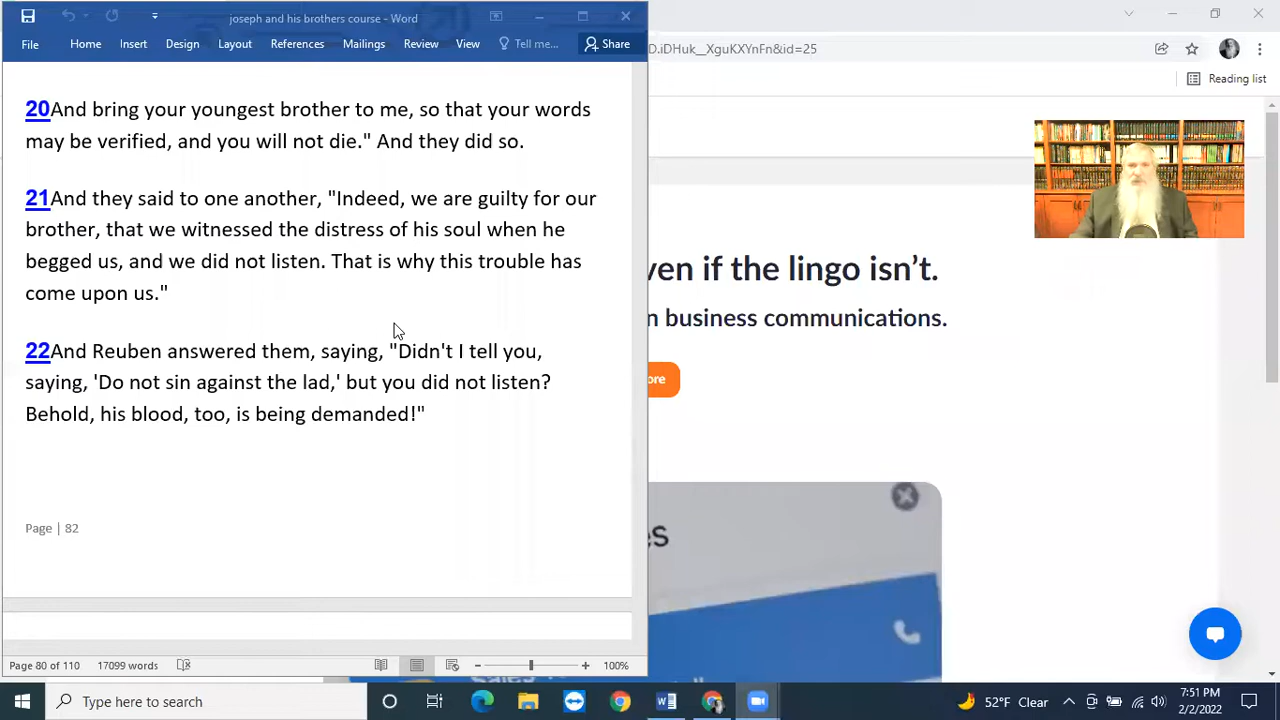 joseph and his brothers course - Word
File Home Insert Design Layout References Mailings Review View Tell me... Share
D.iDHuk__XguKXYnFn&id=25
Reading list
20And bring your youngest brother to me, so that your words
may be verified, and you will not die." And they did so.
21And they said to one another, "Indeed, we are guilty for our
brother, that we witnessed the distress of his soul when he
begged us, and we did not listen. That is why this trouble has
come upon us."
22And Reuben answered them, saying, "Didn't I tell you,
saying, 'Do not sin against the lad,' but you did not listen?
Behold, his blood, too, is being demanded!"
Page | 82
ven if the lingo isn't.
n business communications.
ore
es
Page 80 of 110 17099 words 100%
Type here to search
52°F Clear
7:51 PM
2/2/2022